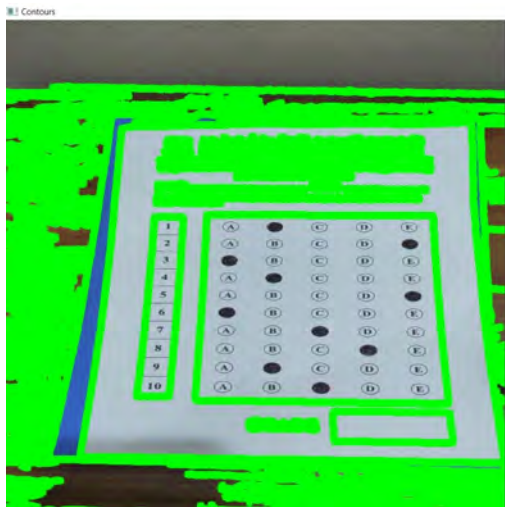 Contours
1 A C D E
2 A B C D
3 B C D E
4 A C D E
5 A B C D
6 B C D E
7 A B D E
8 A B C E
9 A C D E
10 A B D E